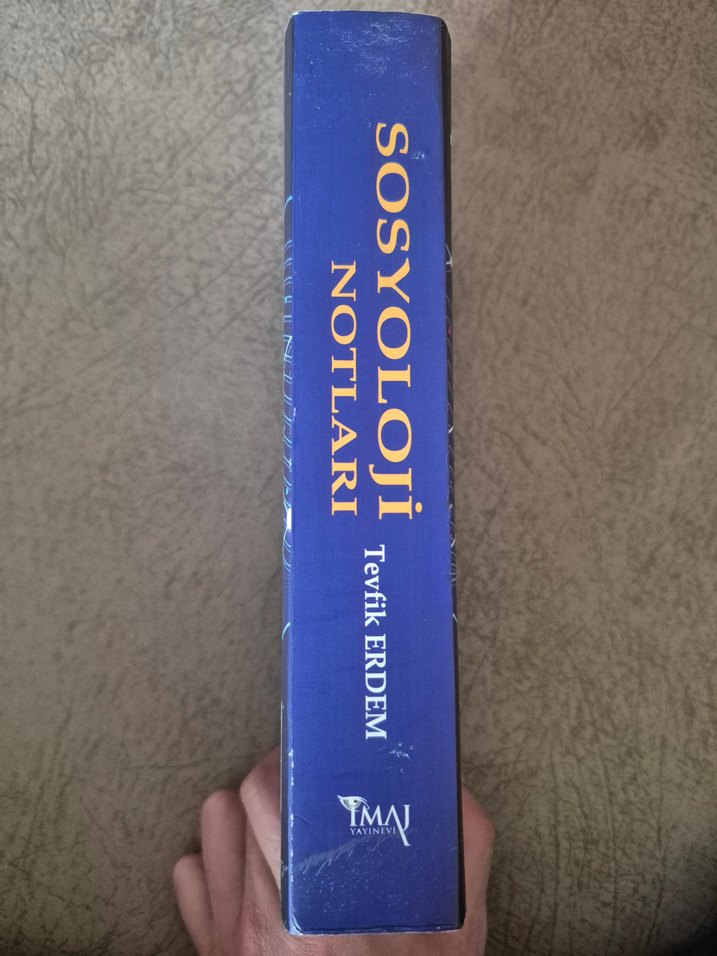 SOSYOLOJİ
NOTLARI
Tevfik ERDEM
İMAJ
YAYINEVİ